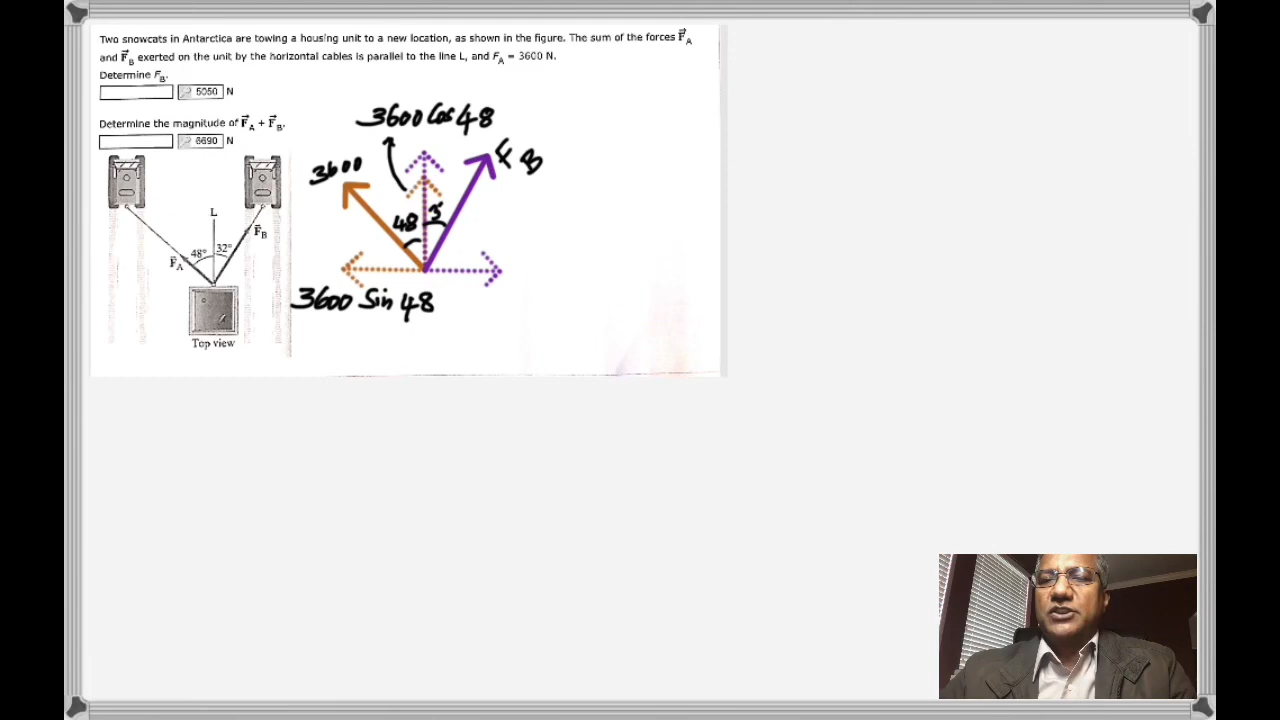 Two snowcats in Antarctica are towing a housing unit to a new location, as shown in the figure. The sum of the forces F⃗A
and F⃗B exerted on the unit by the horizontal cables is parallel to the line L, and FA = 3600 N.
Determine FB.
5050 N
Determine the magnitude of F⃗A + F⃗B.
6690 N
3600 Cos 48
3600
FB
48
3
L
F⃗B
48° 32°
F⃗A
3600 Sin 48
Top view